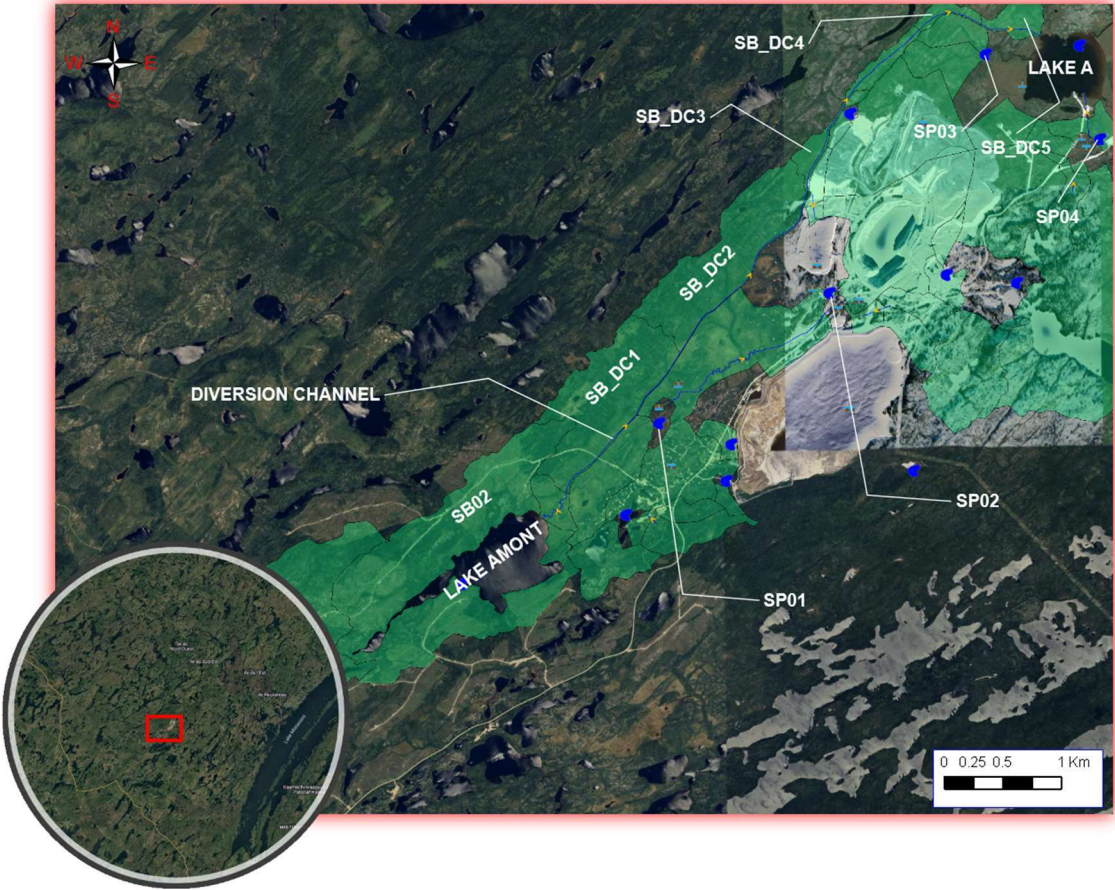 N
W E
S
SB_DC4
LAKE A
SB_DC3
SP03
SB_DC5
SP04
SB_DC2
SB_DC1
DIVERSION CHANNEL
SB02
SP02
LAKE AMONT
SP01
0 0.25 0.5 1 Km